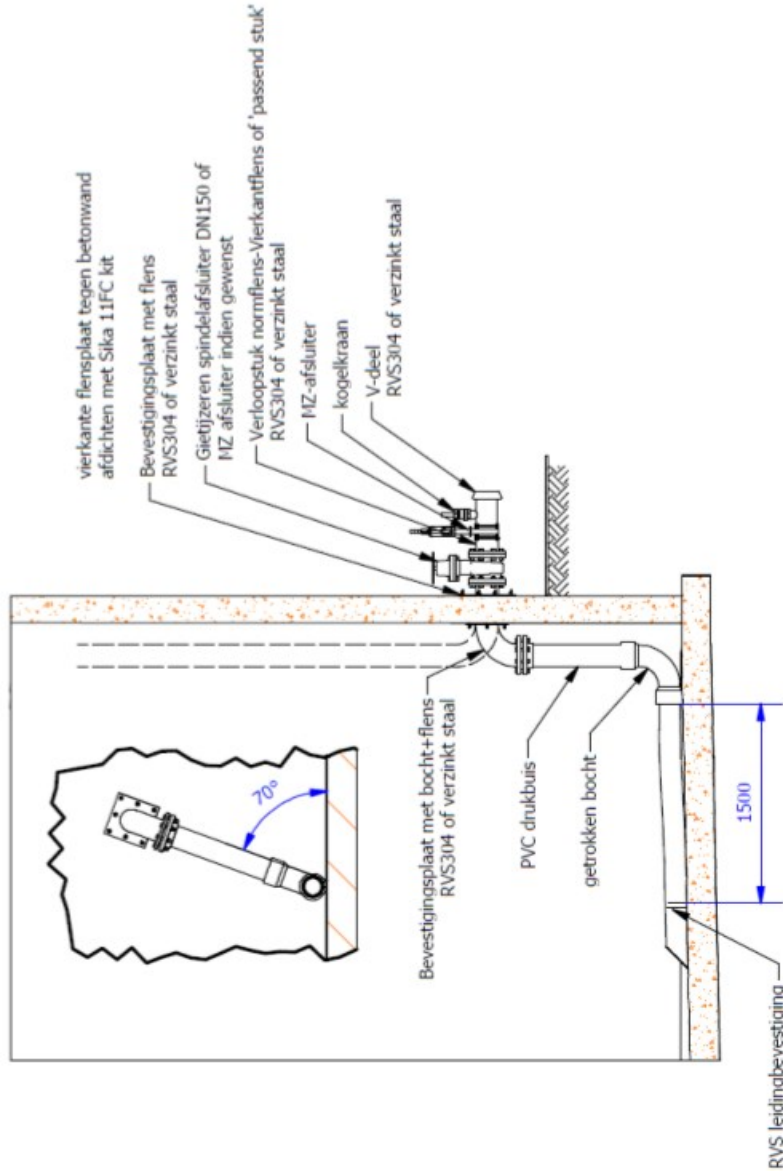 vierkante flensplaat tegen betonwand
afdichten met Sika 11FC kit
Bevestigingsplaat met flens
RVS304 of verzinkt staal
Gietijzeren spindelafsluiter DN150 of
MZ afsluiter indien gewenst
Verloopstuk normflens-Vierkantflens of 'passend stuk'
RVS304 of verzinkt staal
MZ-afsluiter
kogelkraan
V-deel
RVS304 of verzinkt staal
70°
Bevestigingsplaat met bocht+flens
RVS304 of verzinkt staal
PVC drukbuis
getrokken bocht
1500
RVS leidingbevestiging